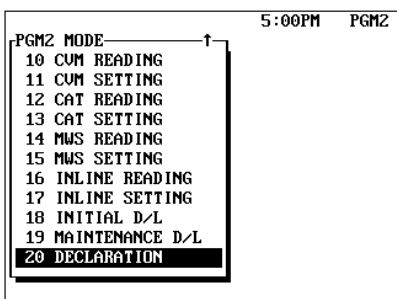 5:00PM PGM2
PGM2 MODE ↑
10 CVM READING
11 CVM SETTING
12 CAT READING
13 CAT SETTING
14 MWS READING
15 MWS SETTING
16 INLINE READING
17 INLINE SETTING
18 INITIAL D/L
19 MAINTENANCE D/L
20 DECLARATION